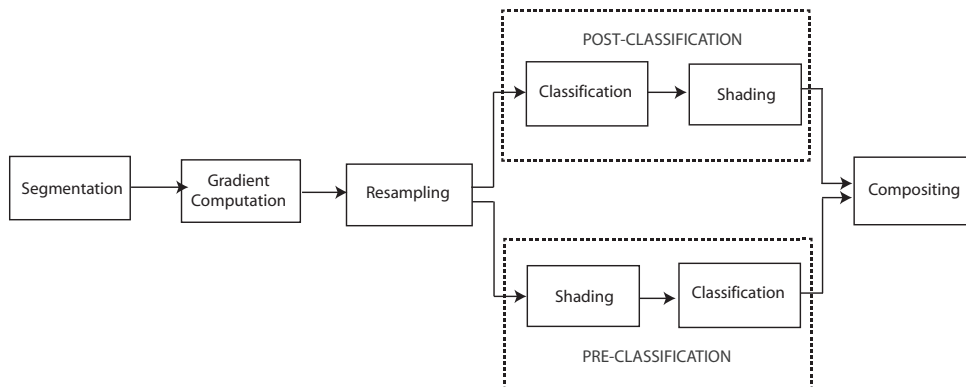 POST-CLASSIFICATION
Classification
Shading
Segmentation
Gradient
Computation
Resampling
Compositing
Shading
Classification
PRE-CLASSIFICATION